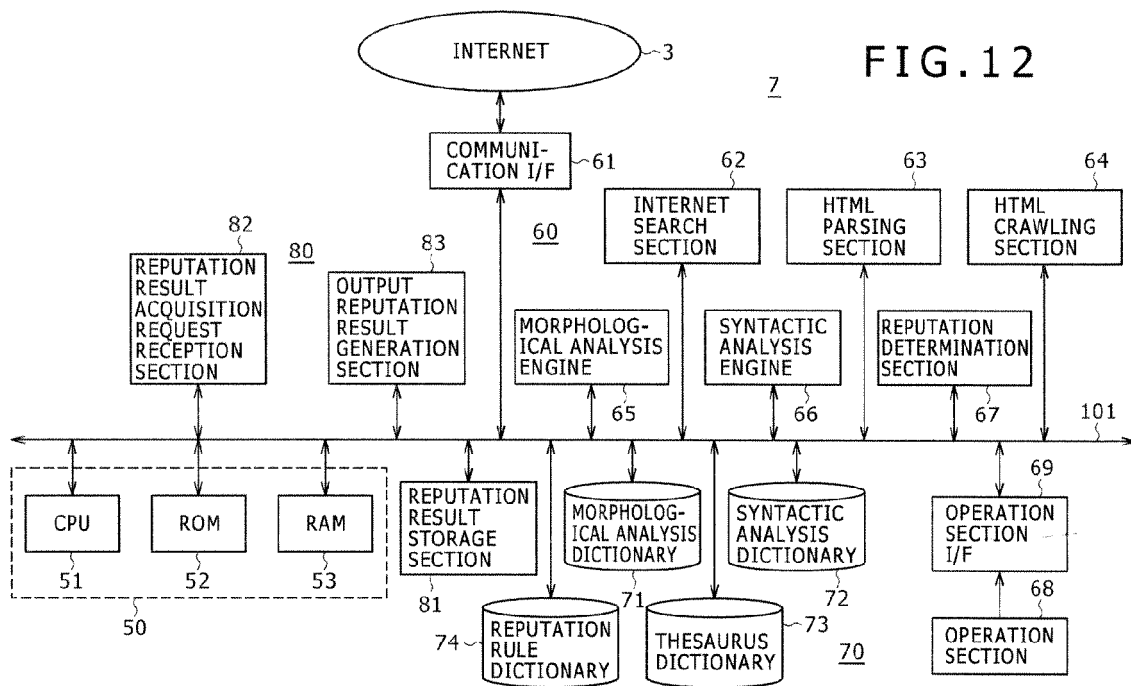 FIG.12
INTERNET
3
7
COMMUNI-
CATION I/F
61
60
62
INTERNET
SEARCH
SECTION
63
HTML
PARSING
SECTION
64
HTML
CRAWLING
SECTION
82
80
REPUTATION
RESULT
ACQUISITION
REQUEST
RECEPTION
SECTION
83
OUTPUT
REPUTATION
RESULT
GENERATION
SECTION
MORPHOLOG-
ICAL ANALYSIS
ENGINE
65
SYNTACTIC
ANALYSIS
ENGINE
66
REPUTATION
DETERMINATION
SECTION
67
101
CPU
51
ROM
52
RAM
53
50
REPUTATION
RESULT
STORAGE
SECTION
81
MORPHOLOG-
ICAL ANALYSIS
DICTIONARY
71
SYNTACTIC
ANALYSIS
DICTIONARY
72
69
OPERATION
SECTION
I/F
74
REPUTATION
RULE
DICTIONARY
THESAURUS
DICTIONARY
73
70
68
OPERATION
SECTION